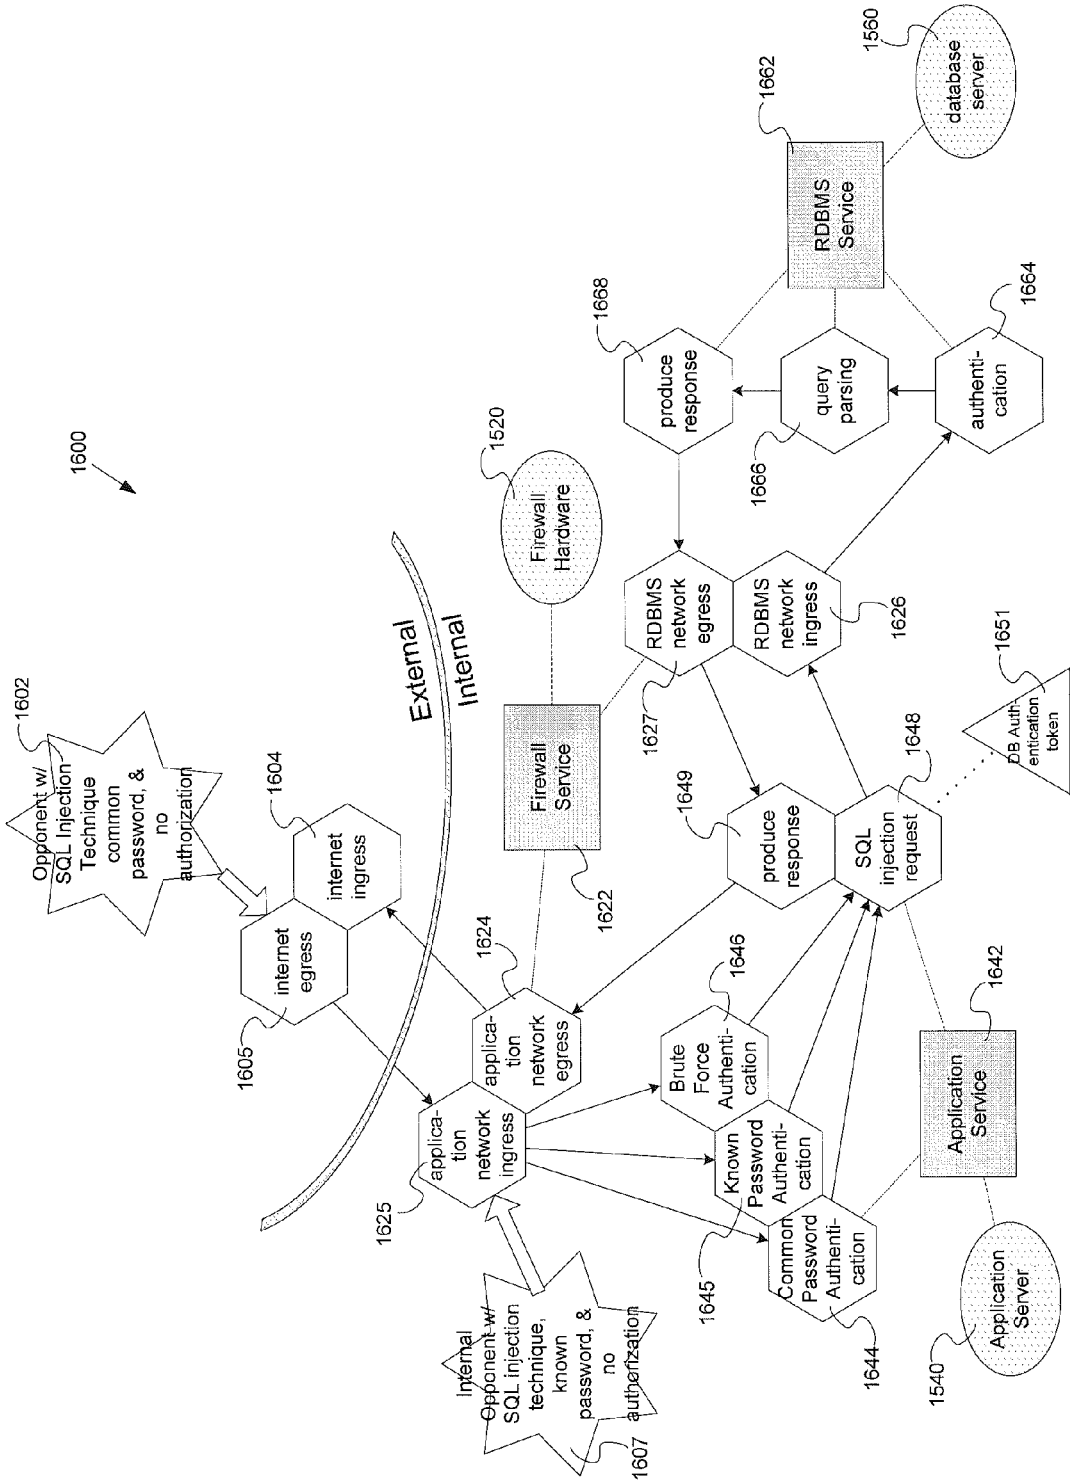 1600
Opponent w/
SQL Injection
Technique
common
password, &
no
authorization
1602
internet
egress
1605
internet
ingress
1604
External
Internal
Internal
Opponent w/
SQL injection
technique,
known
password, &
no
authorization
1607
applica-
tion
network
ingress
1625
applica-
tion
network
egress
1624
Firewall
Service
1622
Firewall
Hardware
1520
Brute
Force
Authenti-
cation
1646
Known
Password
Authenti-
cation
1645
Common
Password
Authenti-
cation
1644
produce
response
1649
SQL
injection
request
1648
RDBMS
network
egress
1627
RDBMS
network
ingress
1626
produce
response
1668
query
parsing
1666
authenti-
cation
1664
RDBMS
Service
1662
database
server
1560
Application
Server
1540
Application
Service
1642
DB Auth-
entication
token
1651